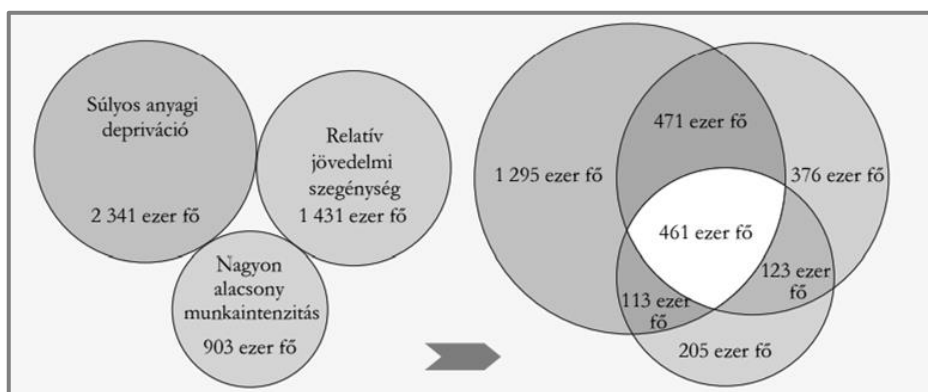 Súlyos anyagi
depriváció
2 341 ezer fő
Relatív
jövedelmi
szegénység
1 431 ezer fő
Nagyon
alacsony
munkaintenzitás
903 ezer fő
471 ezer fő
1 295 ezer fő
376 ezer fő
461 ezer fő
123 ezer
fő
113 ezer
fő
205 ezer fő